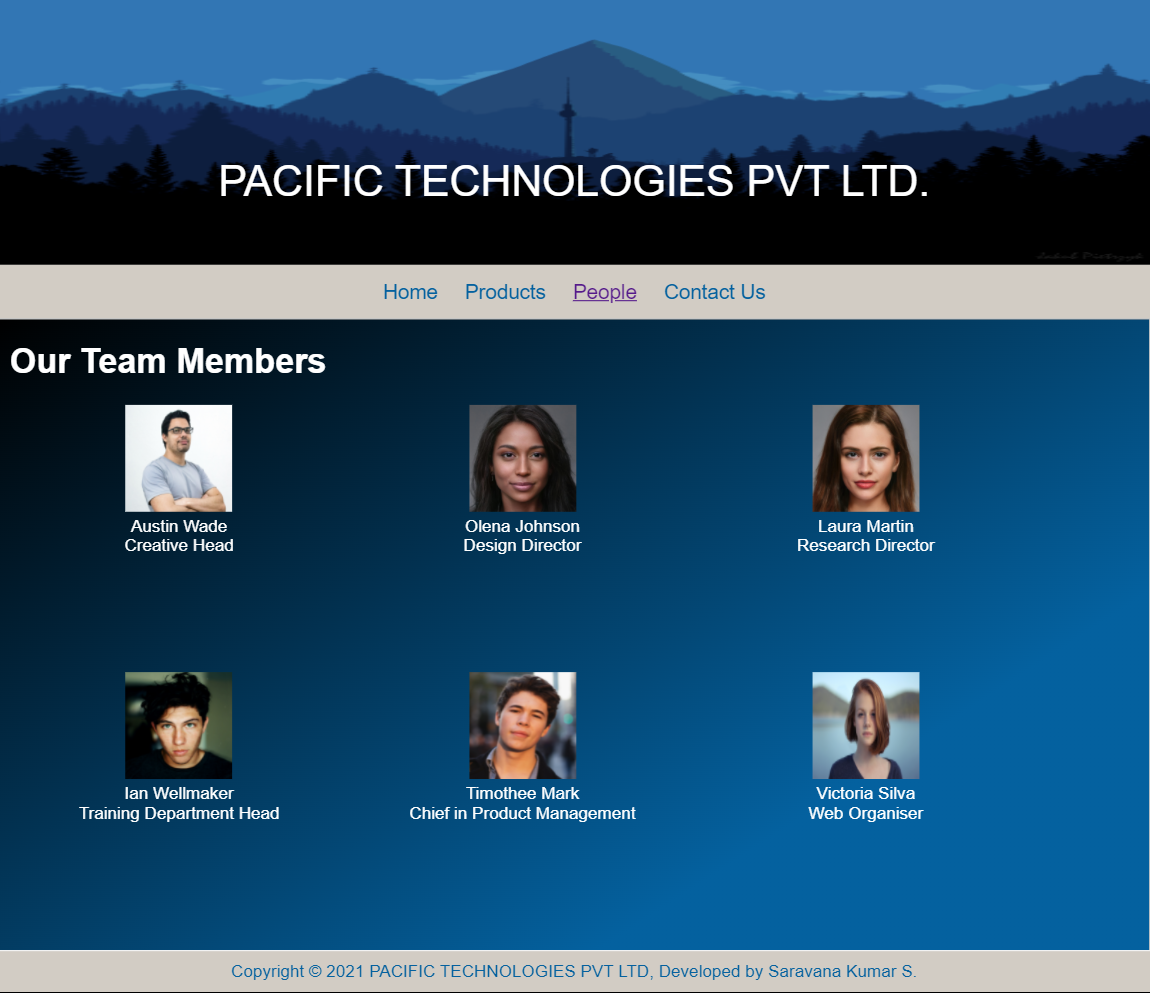 PACIFIC TECHNOLOGIES PVT LTD.
Home Products People Contact Us
Our Team Members
Austin Wade
Creative Head
Olena Johnson
Design Director
Laura Martin
Research Director
Ian Wellmaker
Training Department Head
Timothee Mark
Chief in Product Management
Victoria Silva
Web Organiser
Copyright © 2021 PACIFIC TECHNOLOGIES PVT LTD, Developed by Saravana Kumar S.